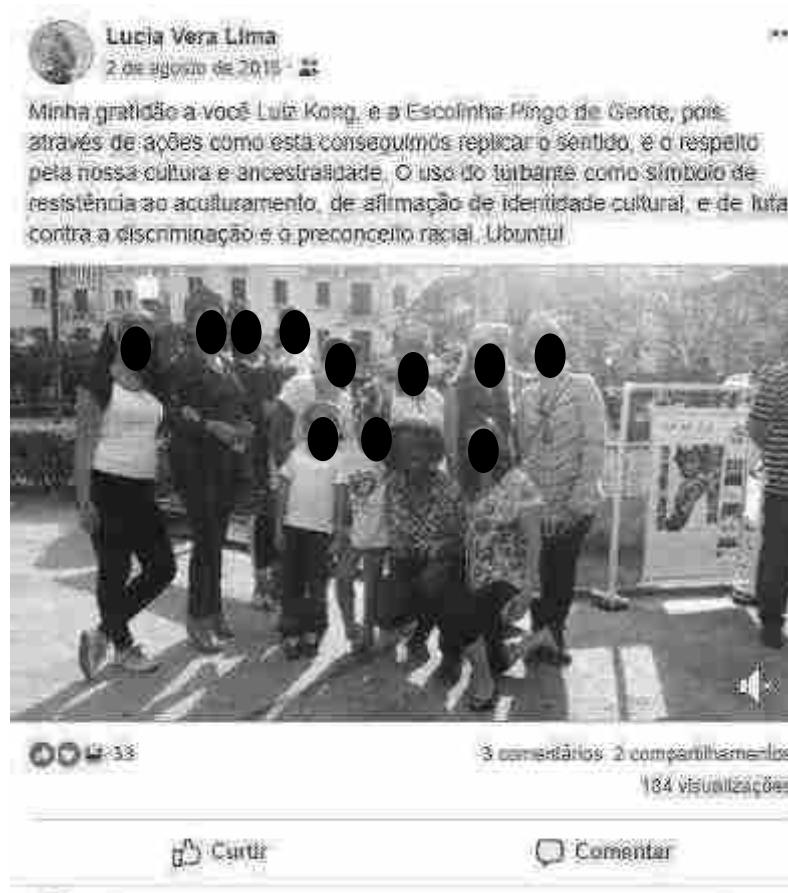 Lucia Vera Lima
2 de agosto de 2015
Minha gratidão a você Luiz Kong, e a Escolinha Pingo de Gente, pois,
através de ações como esta conseguimos replicar o sentido, e o respeito
pela nossa cultura e ancestralidade. O uso do turbante como símbolo de
resistência ao aculturamento, de afirmação de identidade cultural, e de luta
contra a discriminação e o preconceito racial. Ubuntu!
33
3 comentários 2 compartilhamentos
184 visualizações
Curtir
Comentar